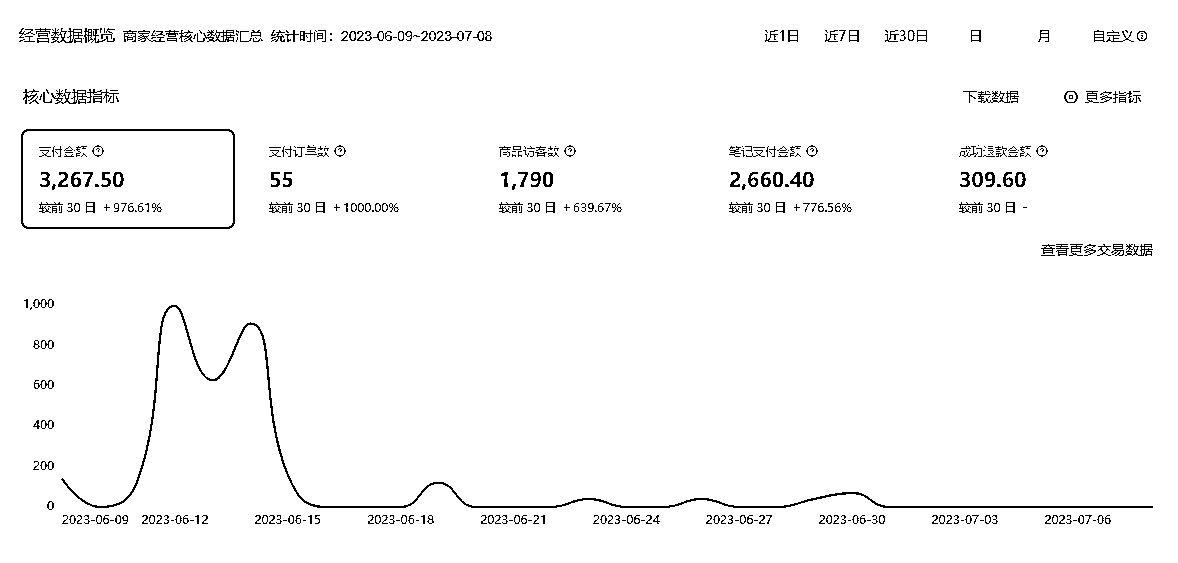 经营数据概览 商家经营核心数据汇总 统计时间：2023-06-09~2023-07-08 近1日 近7日 近30日 日 月 自定义
核心数据指标 下载数据 更多指标
支付金额 支付订单数 商品访客数 笔记支付金额 成功退款金额
3,267.50 55 1,790 2,660.40 309.60
较前 30 日 +976.61% 较前 30 日 +1000.00% 较前 30 日 +639.67% 较前 30 日 +776.56% 较前 30 日 -
查看更多交易数据
1,000
800
600
400
200
0
2023-06-09 2023-06-12 2023-06-15 2023-06-18 2023-06-21 2023-06-24 2023-06-27 2023-06-30 2023-07-03 2023-07-06